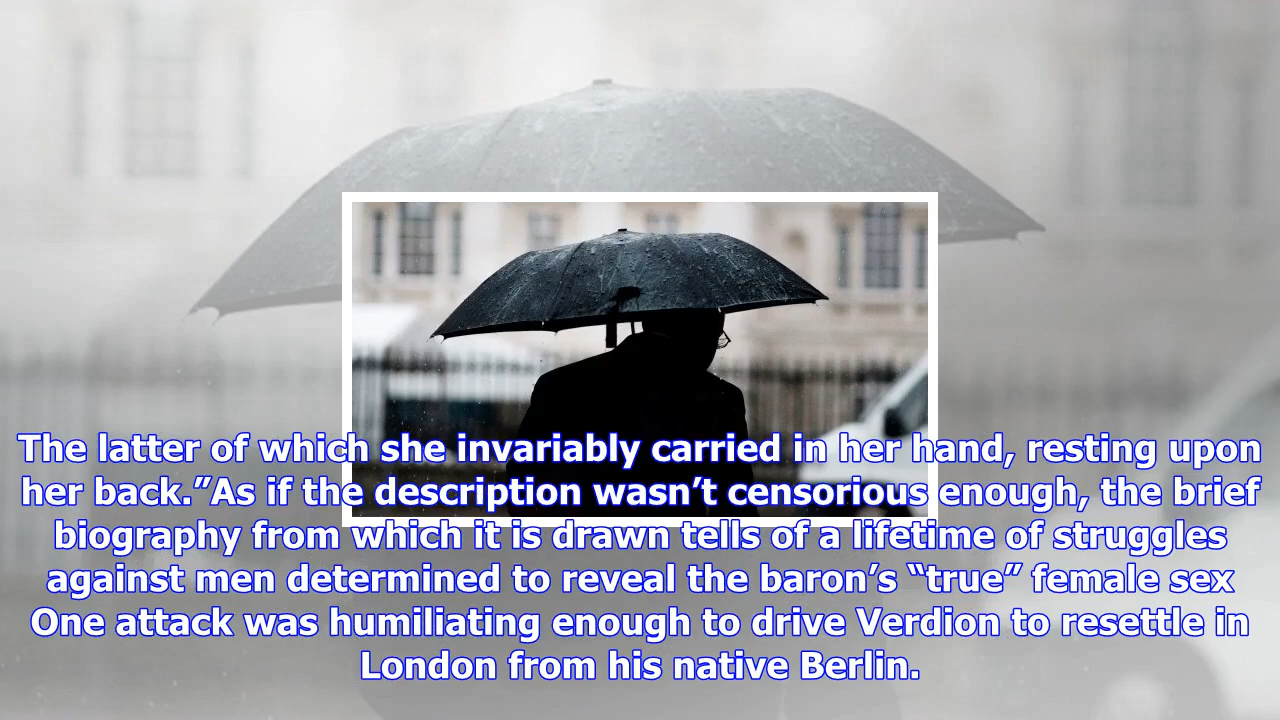 The latter of which she invariably carried in her hand, resting upon
her back.”As if the description wasn’t censorious enough, the brief
biography from which it is drawn tells of a lifetime of struggles
against men determined to reveal the baron’s “true” female sex
One attack was humiliating enough to drive Verdion to resettle in
London from his native Berlin.